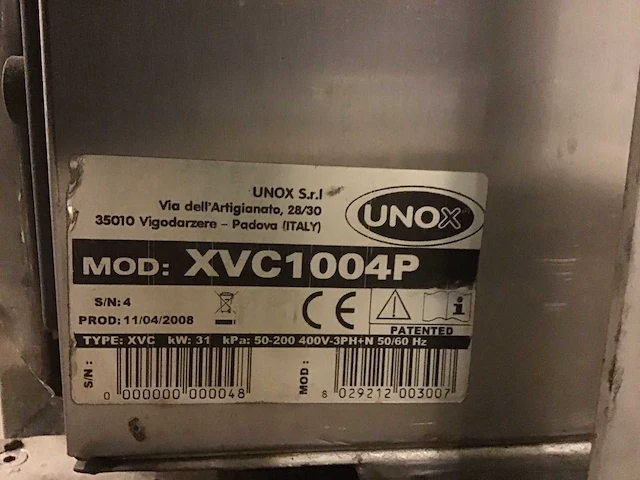 UNOX S.r.l
Via dell'Artigianato, 28/30
35010 Vigodarzere - Padova (ITALY)
UNOX
MOD: XVC1004P
S/N: 4
PROD: 11/04/2008
CE
i
PATENTED
TYPE: XVC kW: 31 kPa: 50-200 400V-3PH+N 50/60 Hz
S/N:
0 000000 000048
MOD:
8 029212 003007